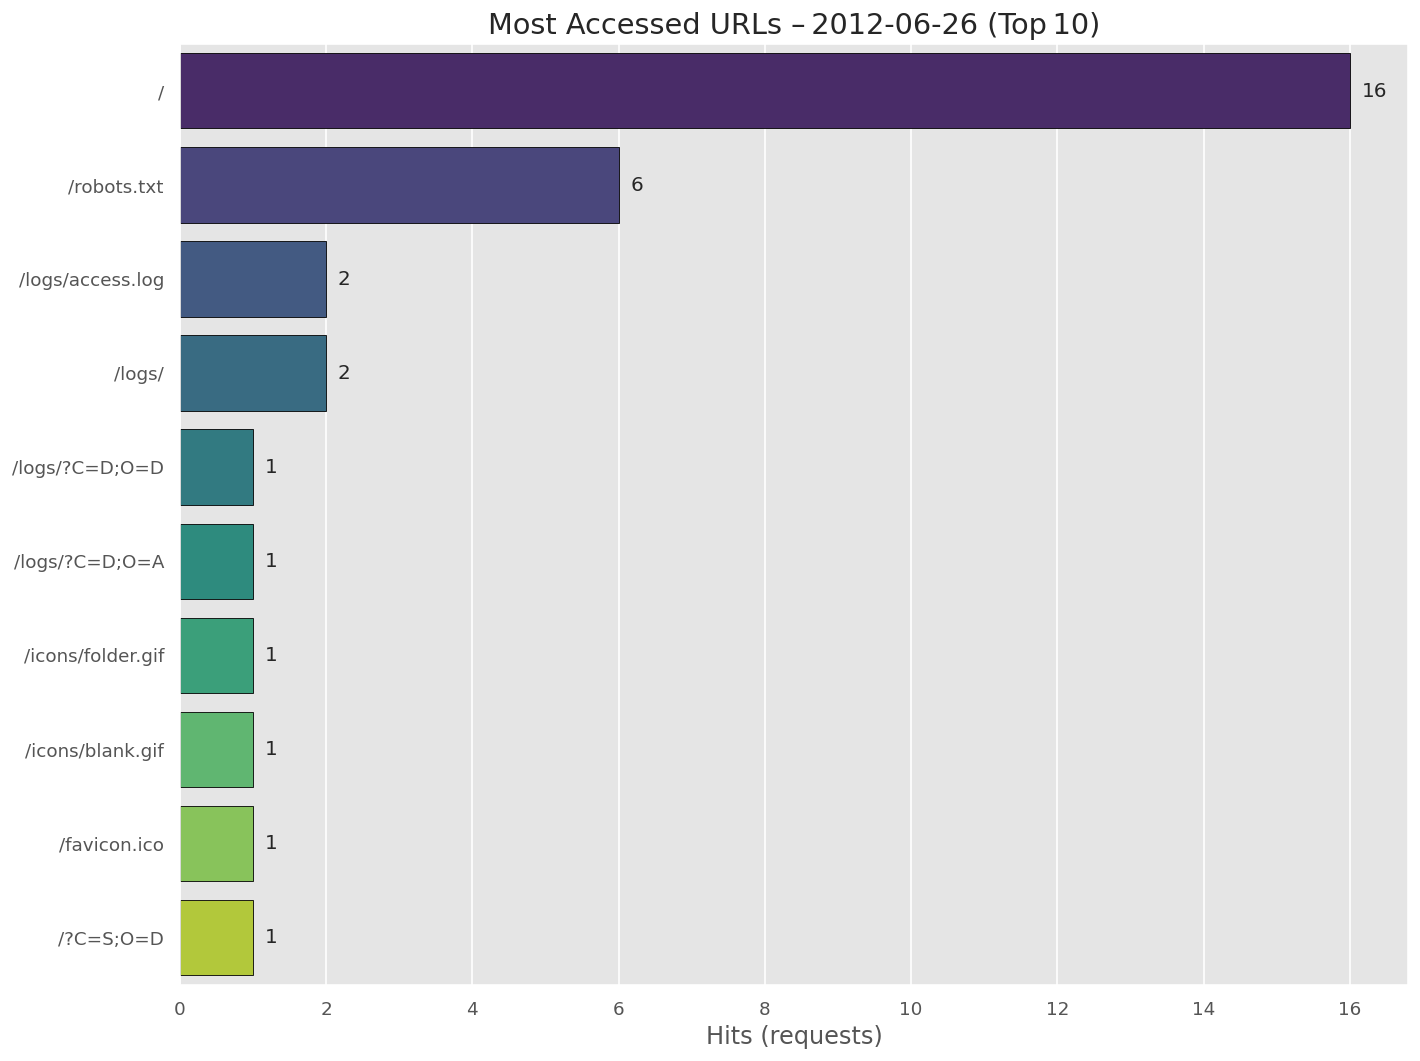 Most Accessed URLs – 2012-06-26 (Top 10)
/ 16
/robots.txt 6
/logs/access.log 2
/logs/ 2
/logs/?C=D;O=D 1
/logs/?C=D;O=A 1
/icons/folder.gif 1
/icons/blank.gif 1
/favicon.ico 1
/?C=S;O=D 1
0 2 4 6 8 10 12 14 16
Hits (requests)